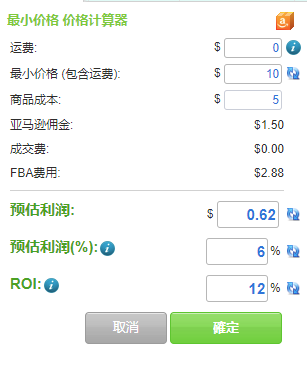 最小价格 价格计算器
运费: $ 0
最小价格 (包含运费): $ 10
商品成本: $ 5
亚马逊佣金: $1.50
成交费: $0.00
FBA费用: $2.88
预估利润: $ 0.62
预估利润(%): 6 %
ROI: 12 %
取消 確定